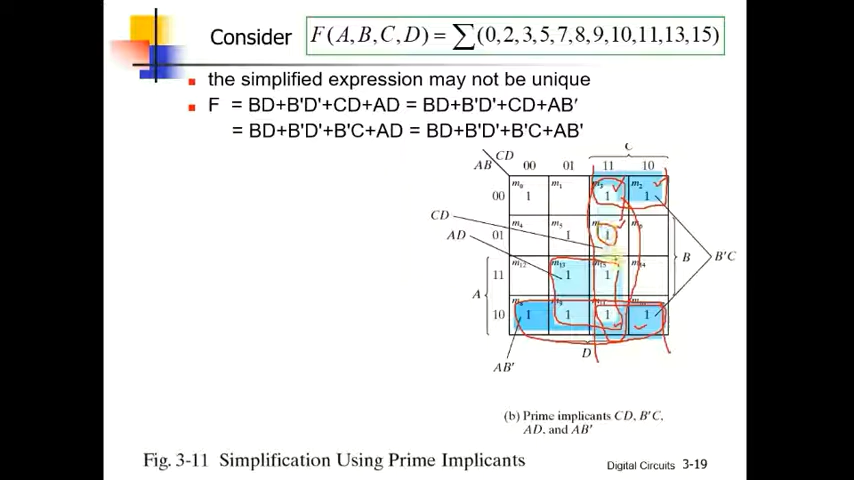 Consider F(A,B,C,D) = ∑(0,2,3,5,7,8,9,10,11,13,15)
the simplified expression may not be unique
F = BD+B'D'+CD+AD = BD+B'D'+CD+AB'
= BD+B'D'+B'C+AD = BD+B'D'+B'C+AB'
C
CD
AB 00 01 11 10
m0 m1 m3 m2
00 1 1 1
CD
m4 m5
01 1 1
AD
B B'C
m12 m13 m15 m14
11 1 1
A
m8 m9 m11 m10
10 1 1 1 1
D
AB'
(b) Prime implicants CD, B'C,
AD, and AB'
Fig. 3-11 Simplification Using Prime Implicants
Digital Circuits 3-19